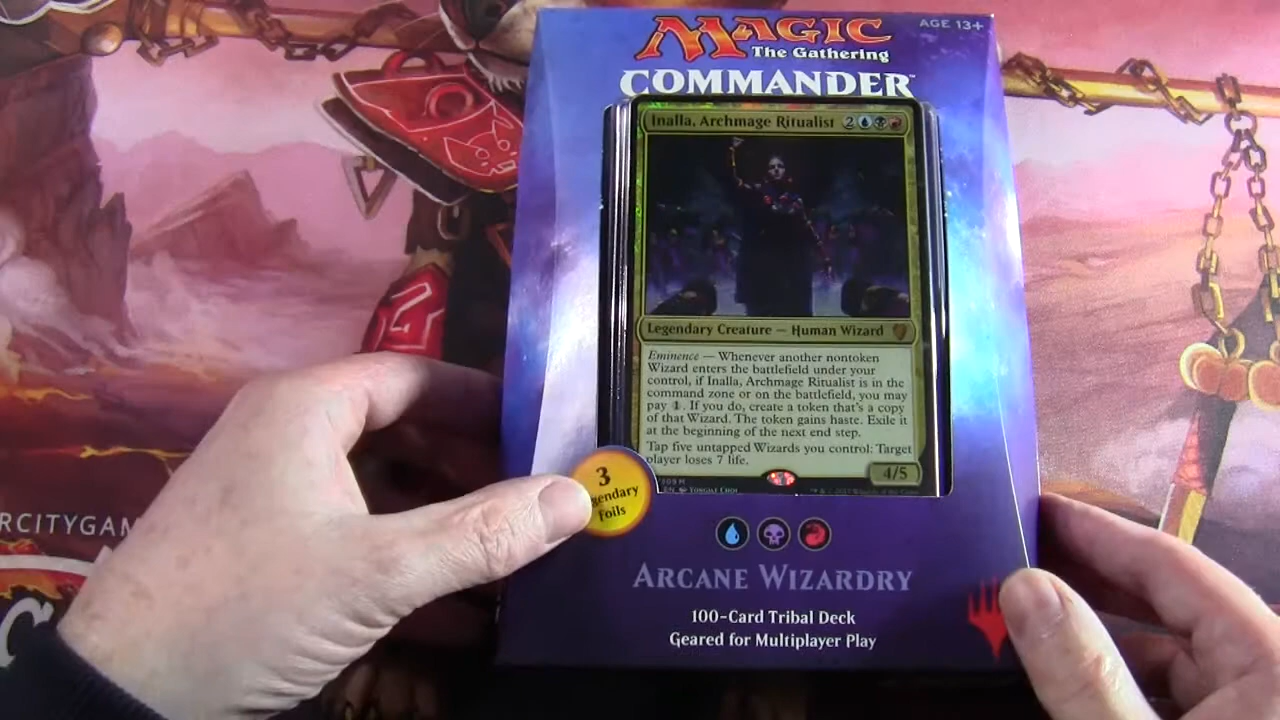 MAGIC
The Gathering
COMMANDER™
AGE 13+
Inalla, Archmage Ritualist 2
Legendary Creature — Human Wizard
Eminence — Whenever another nontoken
Wizard enters the battlefield under your
control, if Inalla, Archmage Ritualist is in the
command zone or on the battlefield, you may
pay 1. If you do, create a token that's a copy
of that Wizard. The token gains haste. Exile it
at the beginning of the next end step.
Tap five untapped Wizards you control: Target
player loses 7 life.
4/5
3
gendary
Foils
RCITYGAM
ARCANE WIZARDRY
100-Card Tribal Deck
Geared for Multiplayer Play